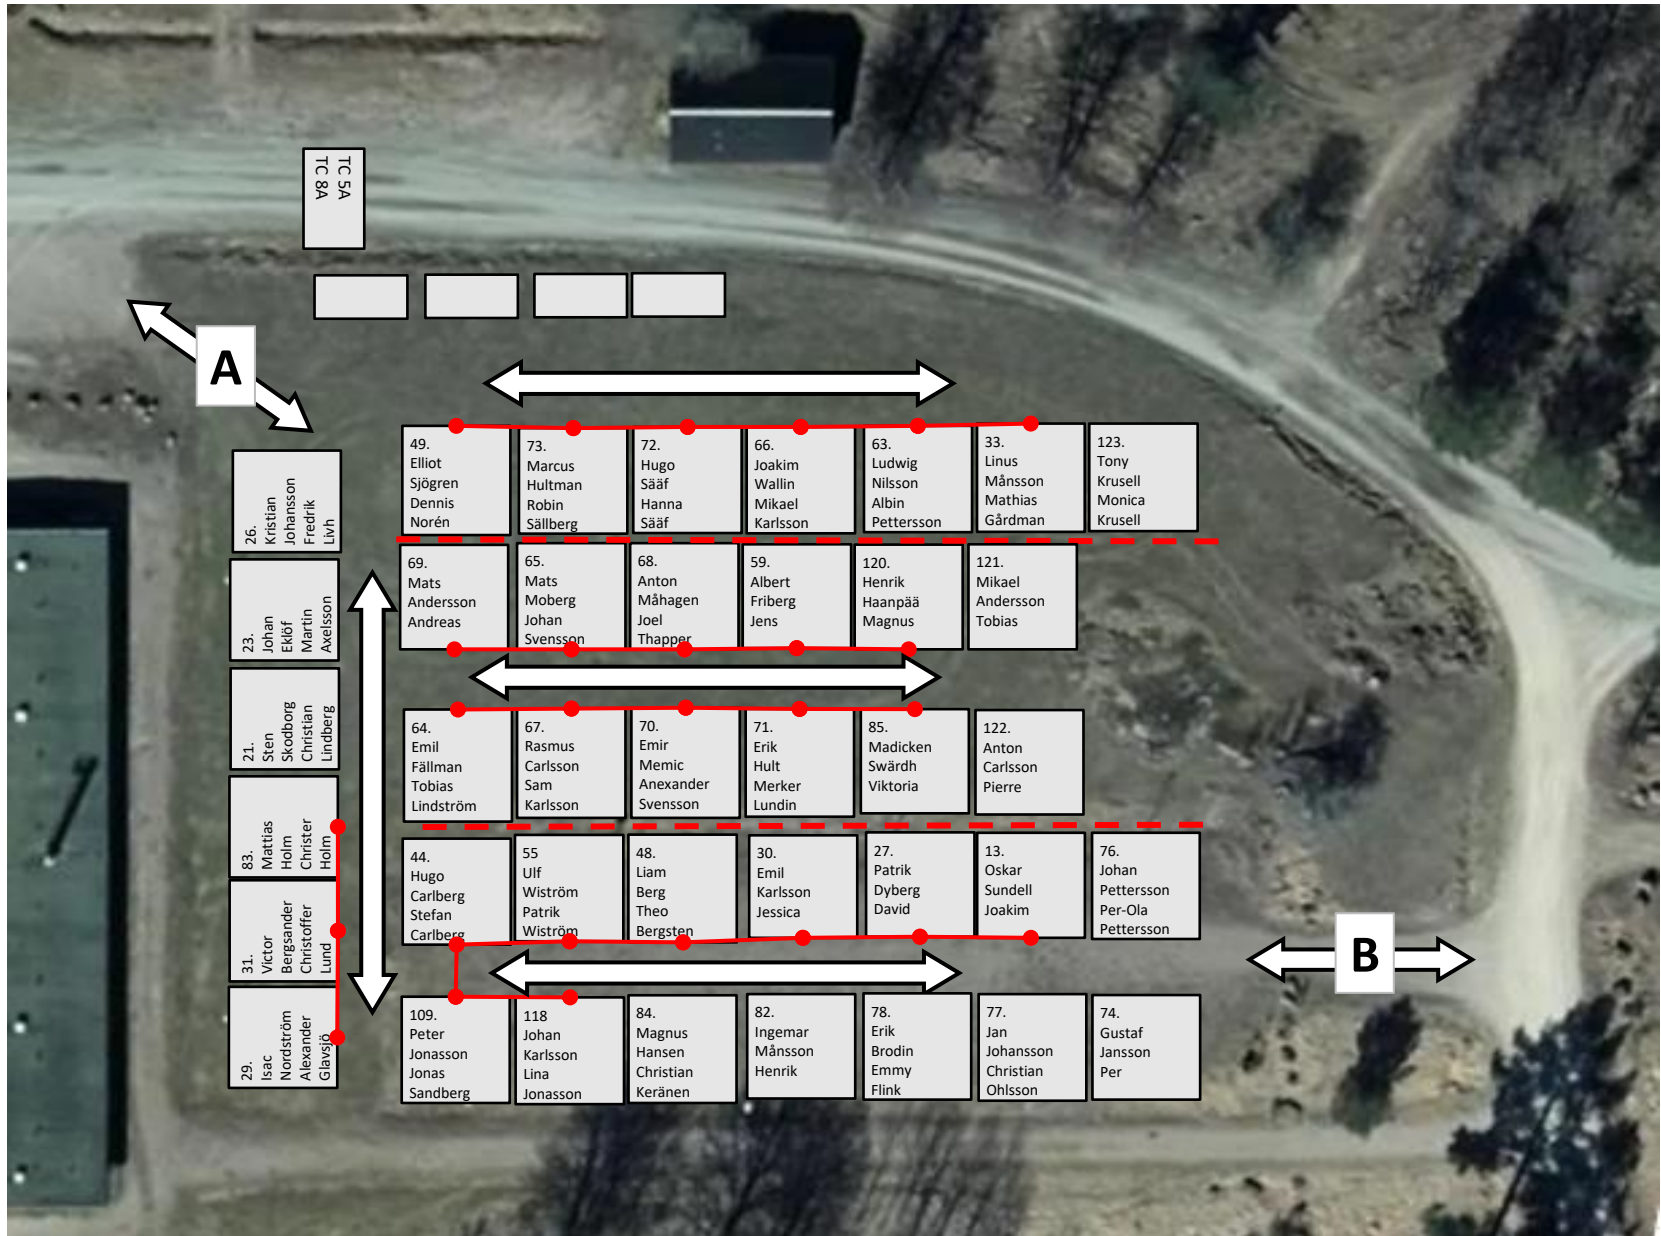 TC 5A
TC 8A
A
49.
Elliot
Sjögren
Dennis
Norén
73.
Marcus
Hultman
Robin
Sällberg
72.
Hugo
Sääf
Hanna
Sääf
66.
Joakim
Wallin
Mikael
Karlsson
63.
Ludwig
Nilsson
Albin
Pettersson
33.
Linus
Månsson
Mathias
Gårdman
123.
Tony
Krusell
Monica
Krusell
26.
Kristian
Johansson
Fredrik
Livh
23.
Johan
Eklöf
Martin
Axelsson
21.
Sten
Skodborg
Christian
Lindberg
83.
Mattias
Holm
Christer
Holm
31.
Victor
Bergsander
Christoffer
Lund
29.
Isac
Nordström
Alexander
Glavsjö
69.
Mats
Andersson
Andreas
65.
Mats
Moberg
Johan
Svensson
68.
Anton
Måhagen
Joel
Thapper
59.
Albert
Friberg
Jens
120.
Henrik
Haanpää
Magnus
121.
Mikael
Andersson
Tobias
64.
Emil
Fällman
Tobias
Lindström
67.
Rasmus
Carlsson
Sam
Karlsson
70.
Emir
Memic
Anexander
Svensson
71.
Erik
Hult
Merker
Lundin
85.
Madicken
Swärdh
Viktoria
122.
Anton
Carlsson
Pierre
44.
Hugo
Carlberg
Stefan
Carlberg
55
Ulf
Wiström
Patrik
Wiström
48.
Liam
Berg
Theo
Bergsten
30.
Emil
Karlsson
Jessica
27.
Patrik
Dyberg
David
13.
Oskar
Sundell
Joakim
76.
Johan
Pettersson
Per-Ola
Pettersson
B
109.
Peter
Jonasson
Jonas
Sandberg
118
Johan
Karlsson
Lina
Jonasson
84.
Magnus
Hansen
Christian
Keränen
82.
Ingemar
Månsson
Henrik
78.
Erik
Brodin
Emmy
Flink
77.
Jan
Johansson
Christian
Ohlsson
74.
Gustaf
Jansson
Per